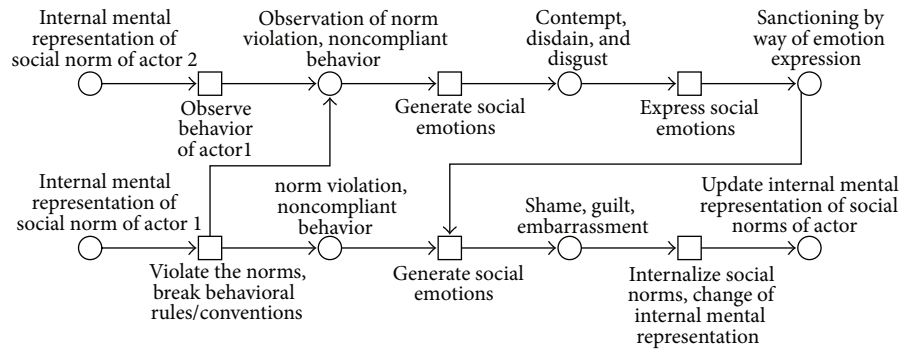 Internal mental
representation of
social norm of actor 2
Observation of norm
violation, noncompliant
behavior
Contempt,
disdain, and
disgust
Sanctioning by
way of emotion
expression
Observe
behavior
of actor1
Generate social
emotions
Express social
emotions
Internal mental
representation of
social norm of actor 1
norm violation,
noncompliant
behavior
Shame, guilt,
embarrassment
Update internal mental
representation of social
norms of actor
Violate the norms,
break behavioral
rules/conventions
Generate social
emotions
Internalize social
norms, change of
internal mental
representation